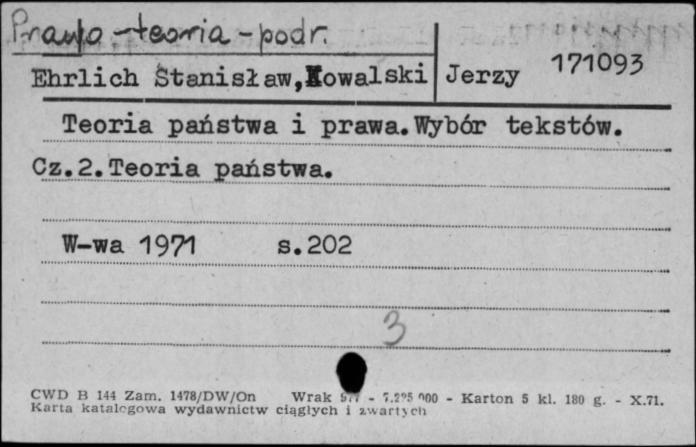 Prawo-teoria-podr.
Ehrlich Stanisław,Kowalski Jerzy 171093
Teoria państwa i prawa.Wybór tekstów.
Cz.2.Teoria państwa.
W-wa 1971 s.202
3
CWD B 144 Zam. 1478/DW/On Wrak - 000 - Karton 5 kl. 180 g. - X.71.
Karta katalogowa wydawnictw ciągłych i zwartych